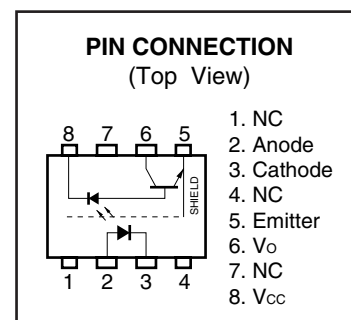 PIN CONNECTION
(Top View)
8 7 6 5
SHIELD
1 2 3 4
1. NC
2. Anode
3. Cathode
4. NC
5. Emitter
6. VO
7. NC
8. VCC